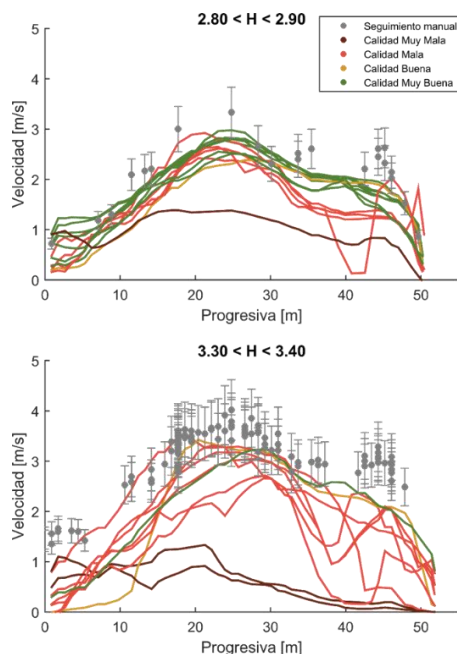 2.80 < H < 2.90
Seguimiento manual
Calidad Muy Mala
Calidad Mala
Calidad Buena
Calidad Muy Buena
Velocidad [m/s]
5
4
3
2
1
0
0 10 20 30 40 50
Progresiva [m]
3.30 < H < 3.40
Velocidad [m/s]
5
4
3
2
1
0
0 10 20 30 40 50
Progresiva [m]